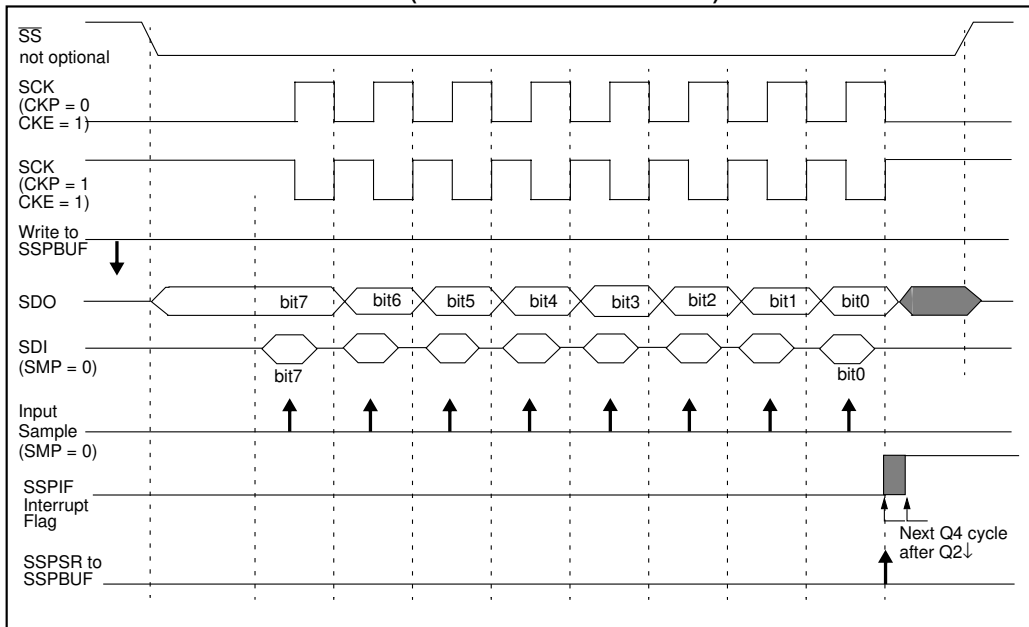 SS
not optional
SCK
(CKP = 0
CKE = 1)
SCK
(CKP = 1
CKE = 1)
Write to
SSPBUF
SDO
bit7 bit6 bit5 bit4 bit3 bit2 bit1 bit0
SDI
(SMP = 0)
bit7 bit0
Input
Sample
(SMP = 0)
SSPIF
Interrupt
Flag
Next Q4 cycle
after Q2↓
SSPSR to
SSPBUF